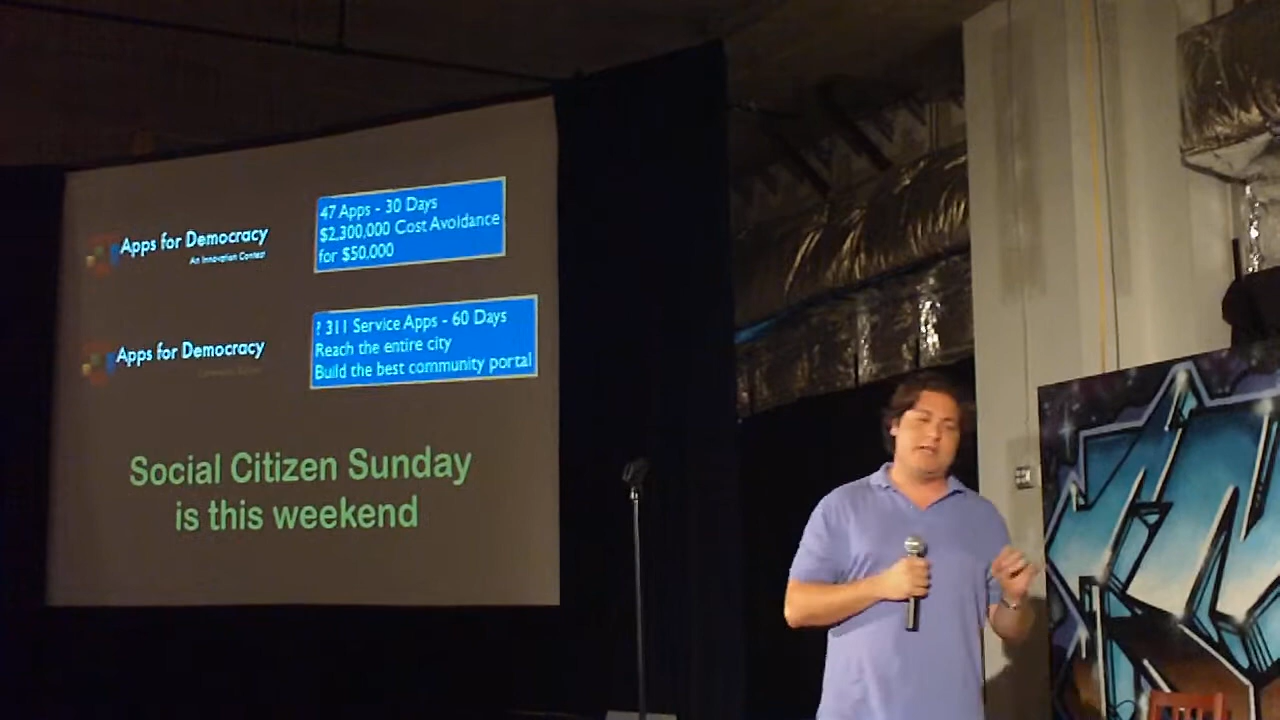 Apps for Democracy
An Innovation Contest
47 Apps - 30 Days
$2,300,000 Cost Avoidance
for $50,000
Apps for Democracy
? 311 Service Apps - 60 Days
Reach the entire city
Build the best community portal
Social Citizen Sunday
is this weekend